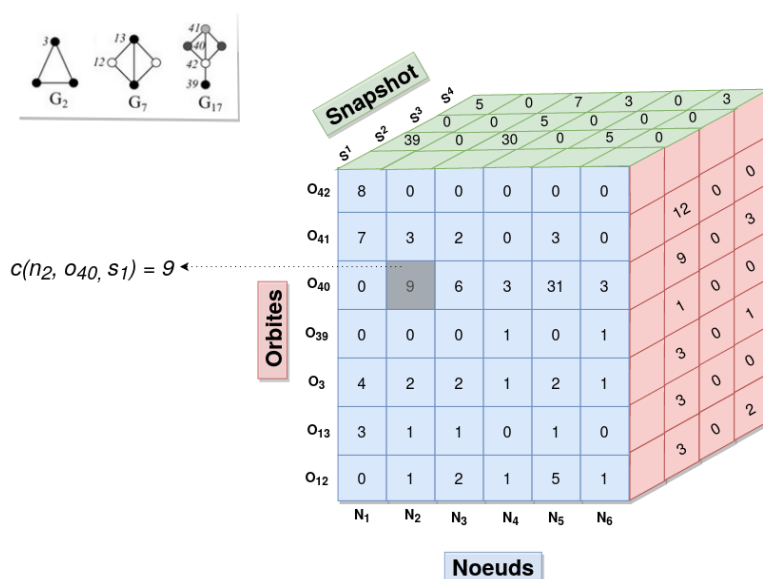 3
G2
13
12
G7
41
40
42
39
G17
Snapshot
S1 S2 S3 S4
5 0 7 3 0 3
0 0 5 0 0 0
39 0 30 0 5 0
O42 8 0 0 0 0 0
O41 7 3 2 0 3 0
c(n2, o40, s1) = 9
O40 0 9 6 3 31 3
O39 0 0 0 1 0 1
O3 4 2 2 1 2 1
O13 3 1 1 0 1 0
O12 0 1 2 1 5 1
Orbites
12 0 0
9 0 3
1 0 0
3 0 1
3 0 0
3 0 2
N1 N2 N3 N4 N5 N6
Noeuds